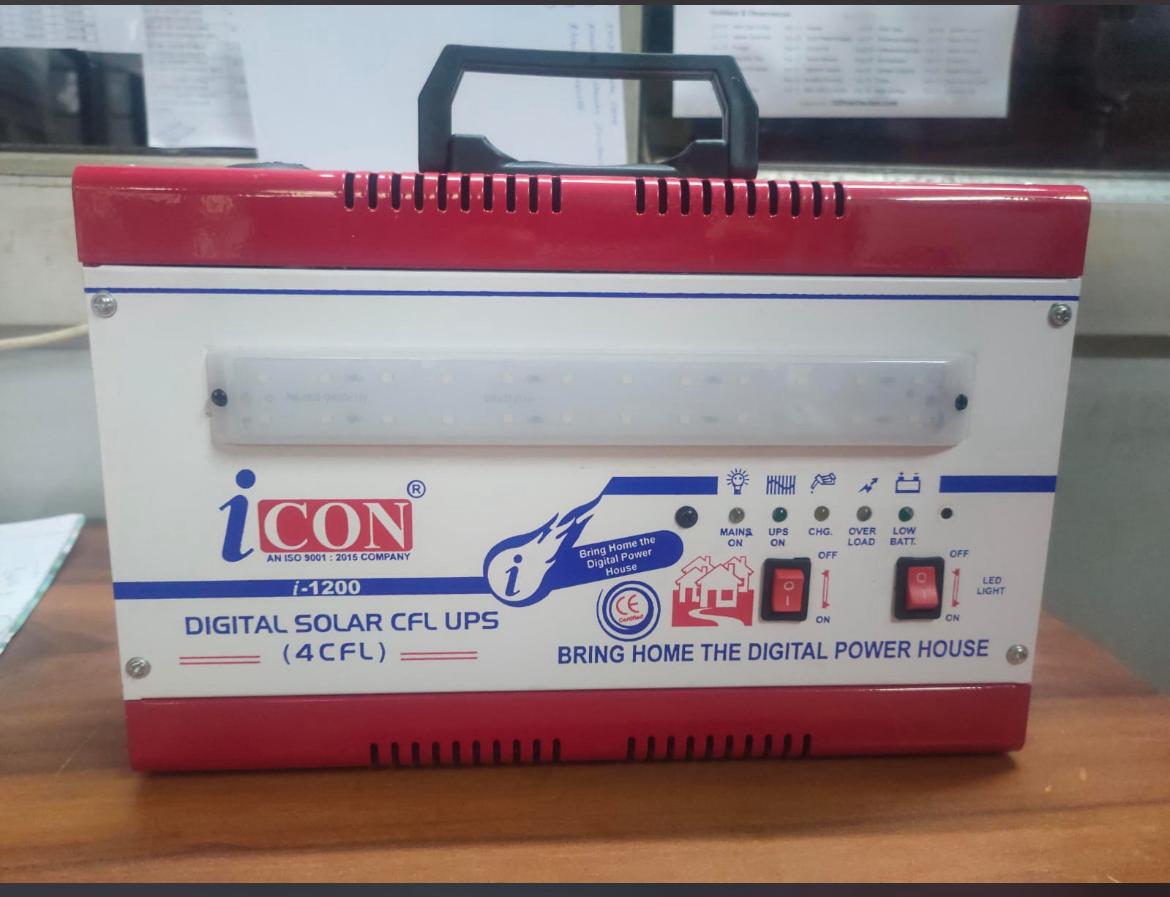 iCON ®
AN ISO 9001 : 2015 COMPANY
i-1200
DIGITAL SOLAR CFL UPS
(4CFL)
i
Bring Home the
Digital Power
House
CE
Certified
MAINS ON
UPS ON
CHG.
OVER LOAD
LOW BATT.
OFF
ON
OFF
ON
LED
LIGHT
BRING HOME THE DIGITAL POWER HOUSE